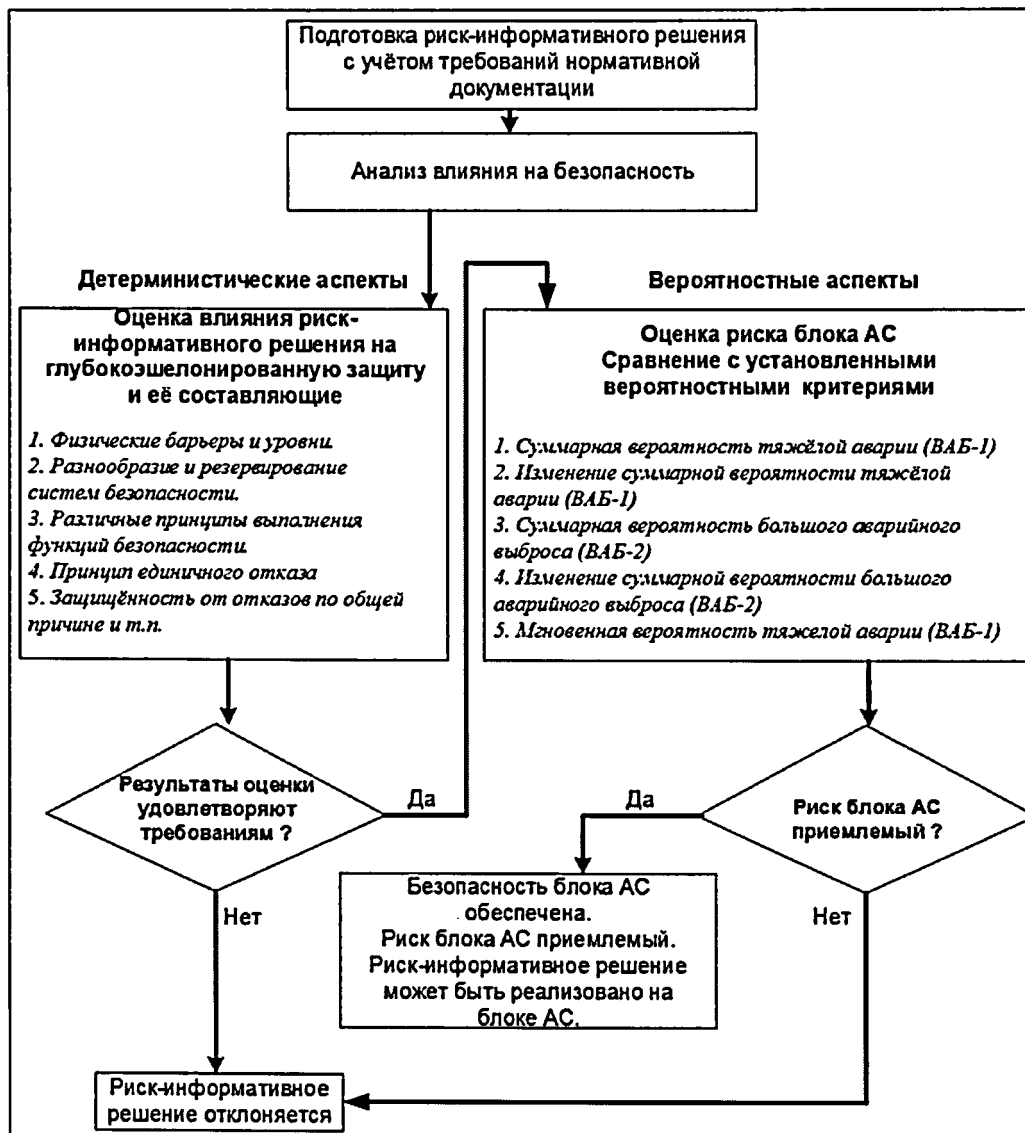 Подготовка риск-информативного решения
с учётом требований нормативной
документации
Анализ влияния на безопасность
Детерминистические аспекты
Вероятностные аспекты
Оценка влияния риск-
информативного решения на
глубокоэшелонированную защиту
и её составляющие
1. Физические барьеры и уровни.
2. Разнообразие и резервирование
систем безопасности.
3. Различные принципы выполнения
функций безопасности.
4. Принцип единичного отказа
5. Защищённость от отказов по общей
причине и т.п.
Оценка риска блока АС
Сравнение с установленными
вероятностными критериями
1. Суммарная вероятность тяжёлой аварии (ВАБ-1)
2. Изменение суммарной вероятности тяжёлой
аварии (ВАБ-1)
3. Суммарная вероятность большого аварийного
выброса (ВАБ-2)
4. Изменение суммарной вероятности большого
аварийного выброса (ВАБ-2)
5. Мгновенная вероятность тяжелой аварии (ВАБ-1)
Результаты оценки
удовлетворяют
требованиям ?
Да
Да
Риск блока АС
приемлемый ?
Нет
Безопасность блока АС
обеспечена.
Риск блока АС приемлемый.
Риск-информативное решение
может быть реализовано на
блоке АС.
Нет
Риск-информативное
решение отклоняется